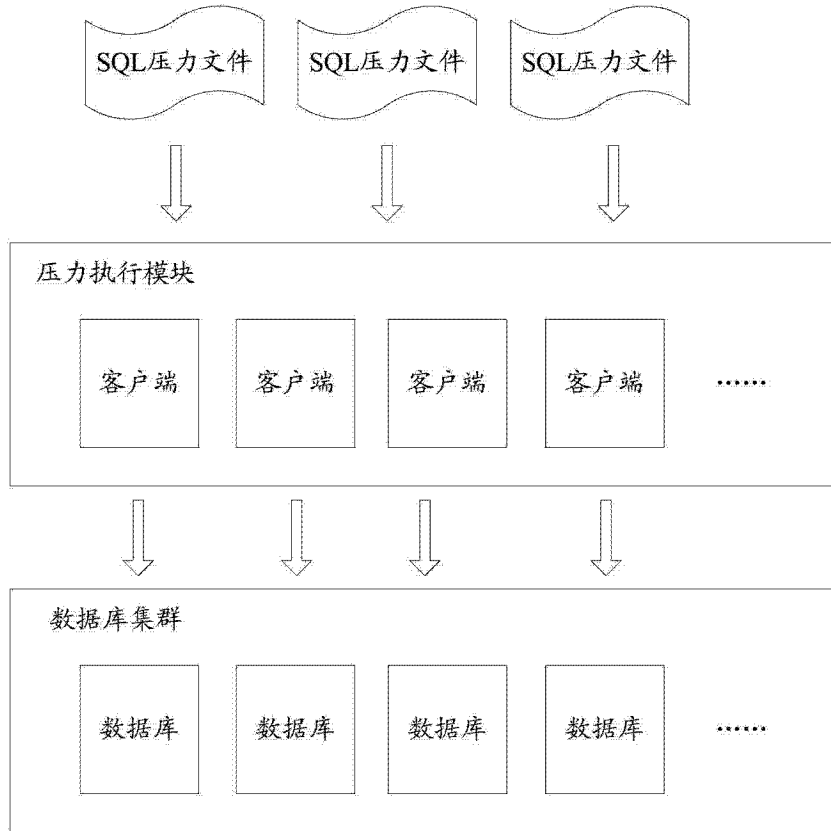 SQL压力文件 SQL压力文件 SQL压力文件
压力执行模块
客户端 客户端 客户端 客户端 ……
数据库集群
数据库 数据库 数据库 数据库 ……